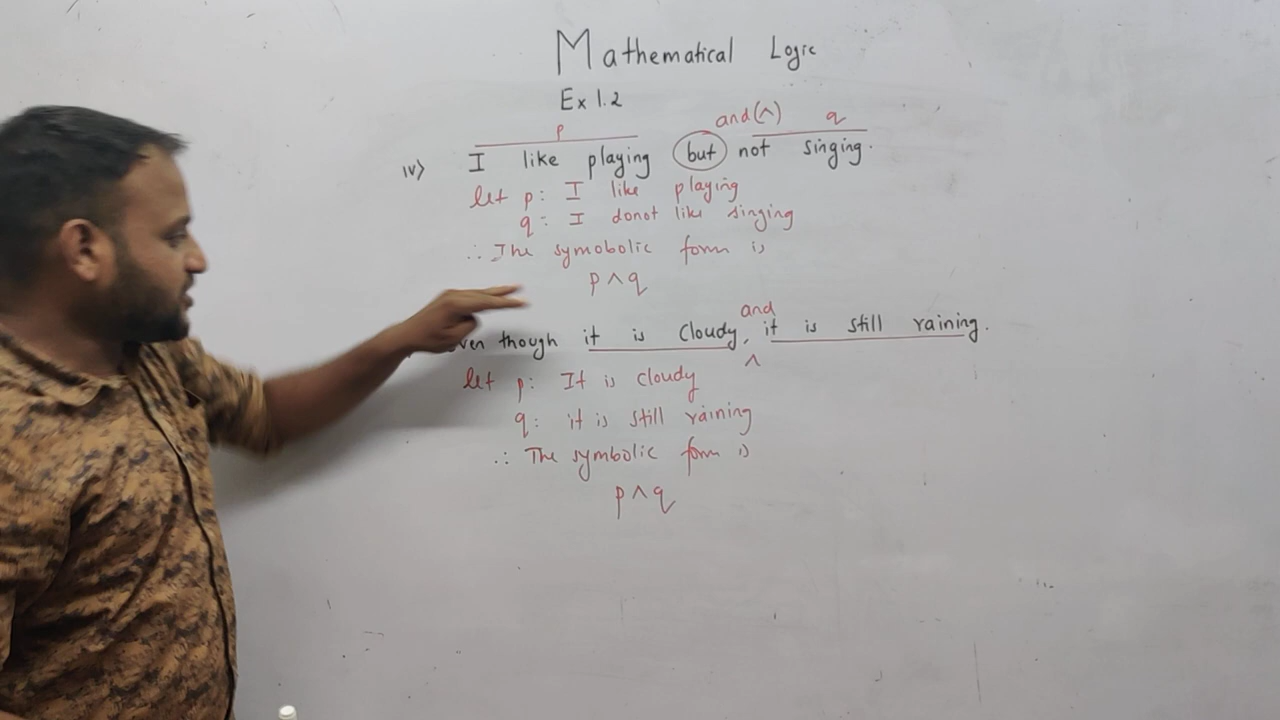 Mathematical Logic
Ex 1.2
p and(∧) q
iv) I like playing but not singing.
let p: I like playing
q: I donot like singing
∴ The symobolic form is
p ∧ q
and
though it is cloudy, it is still raining.
∧
let p: It is cloudy
q: it is still raining
∴ The symbolic form is
p ∧ q